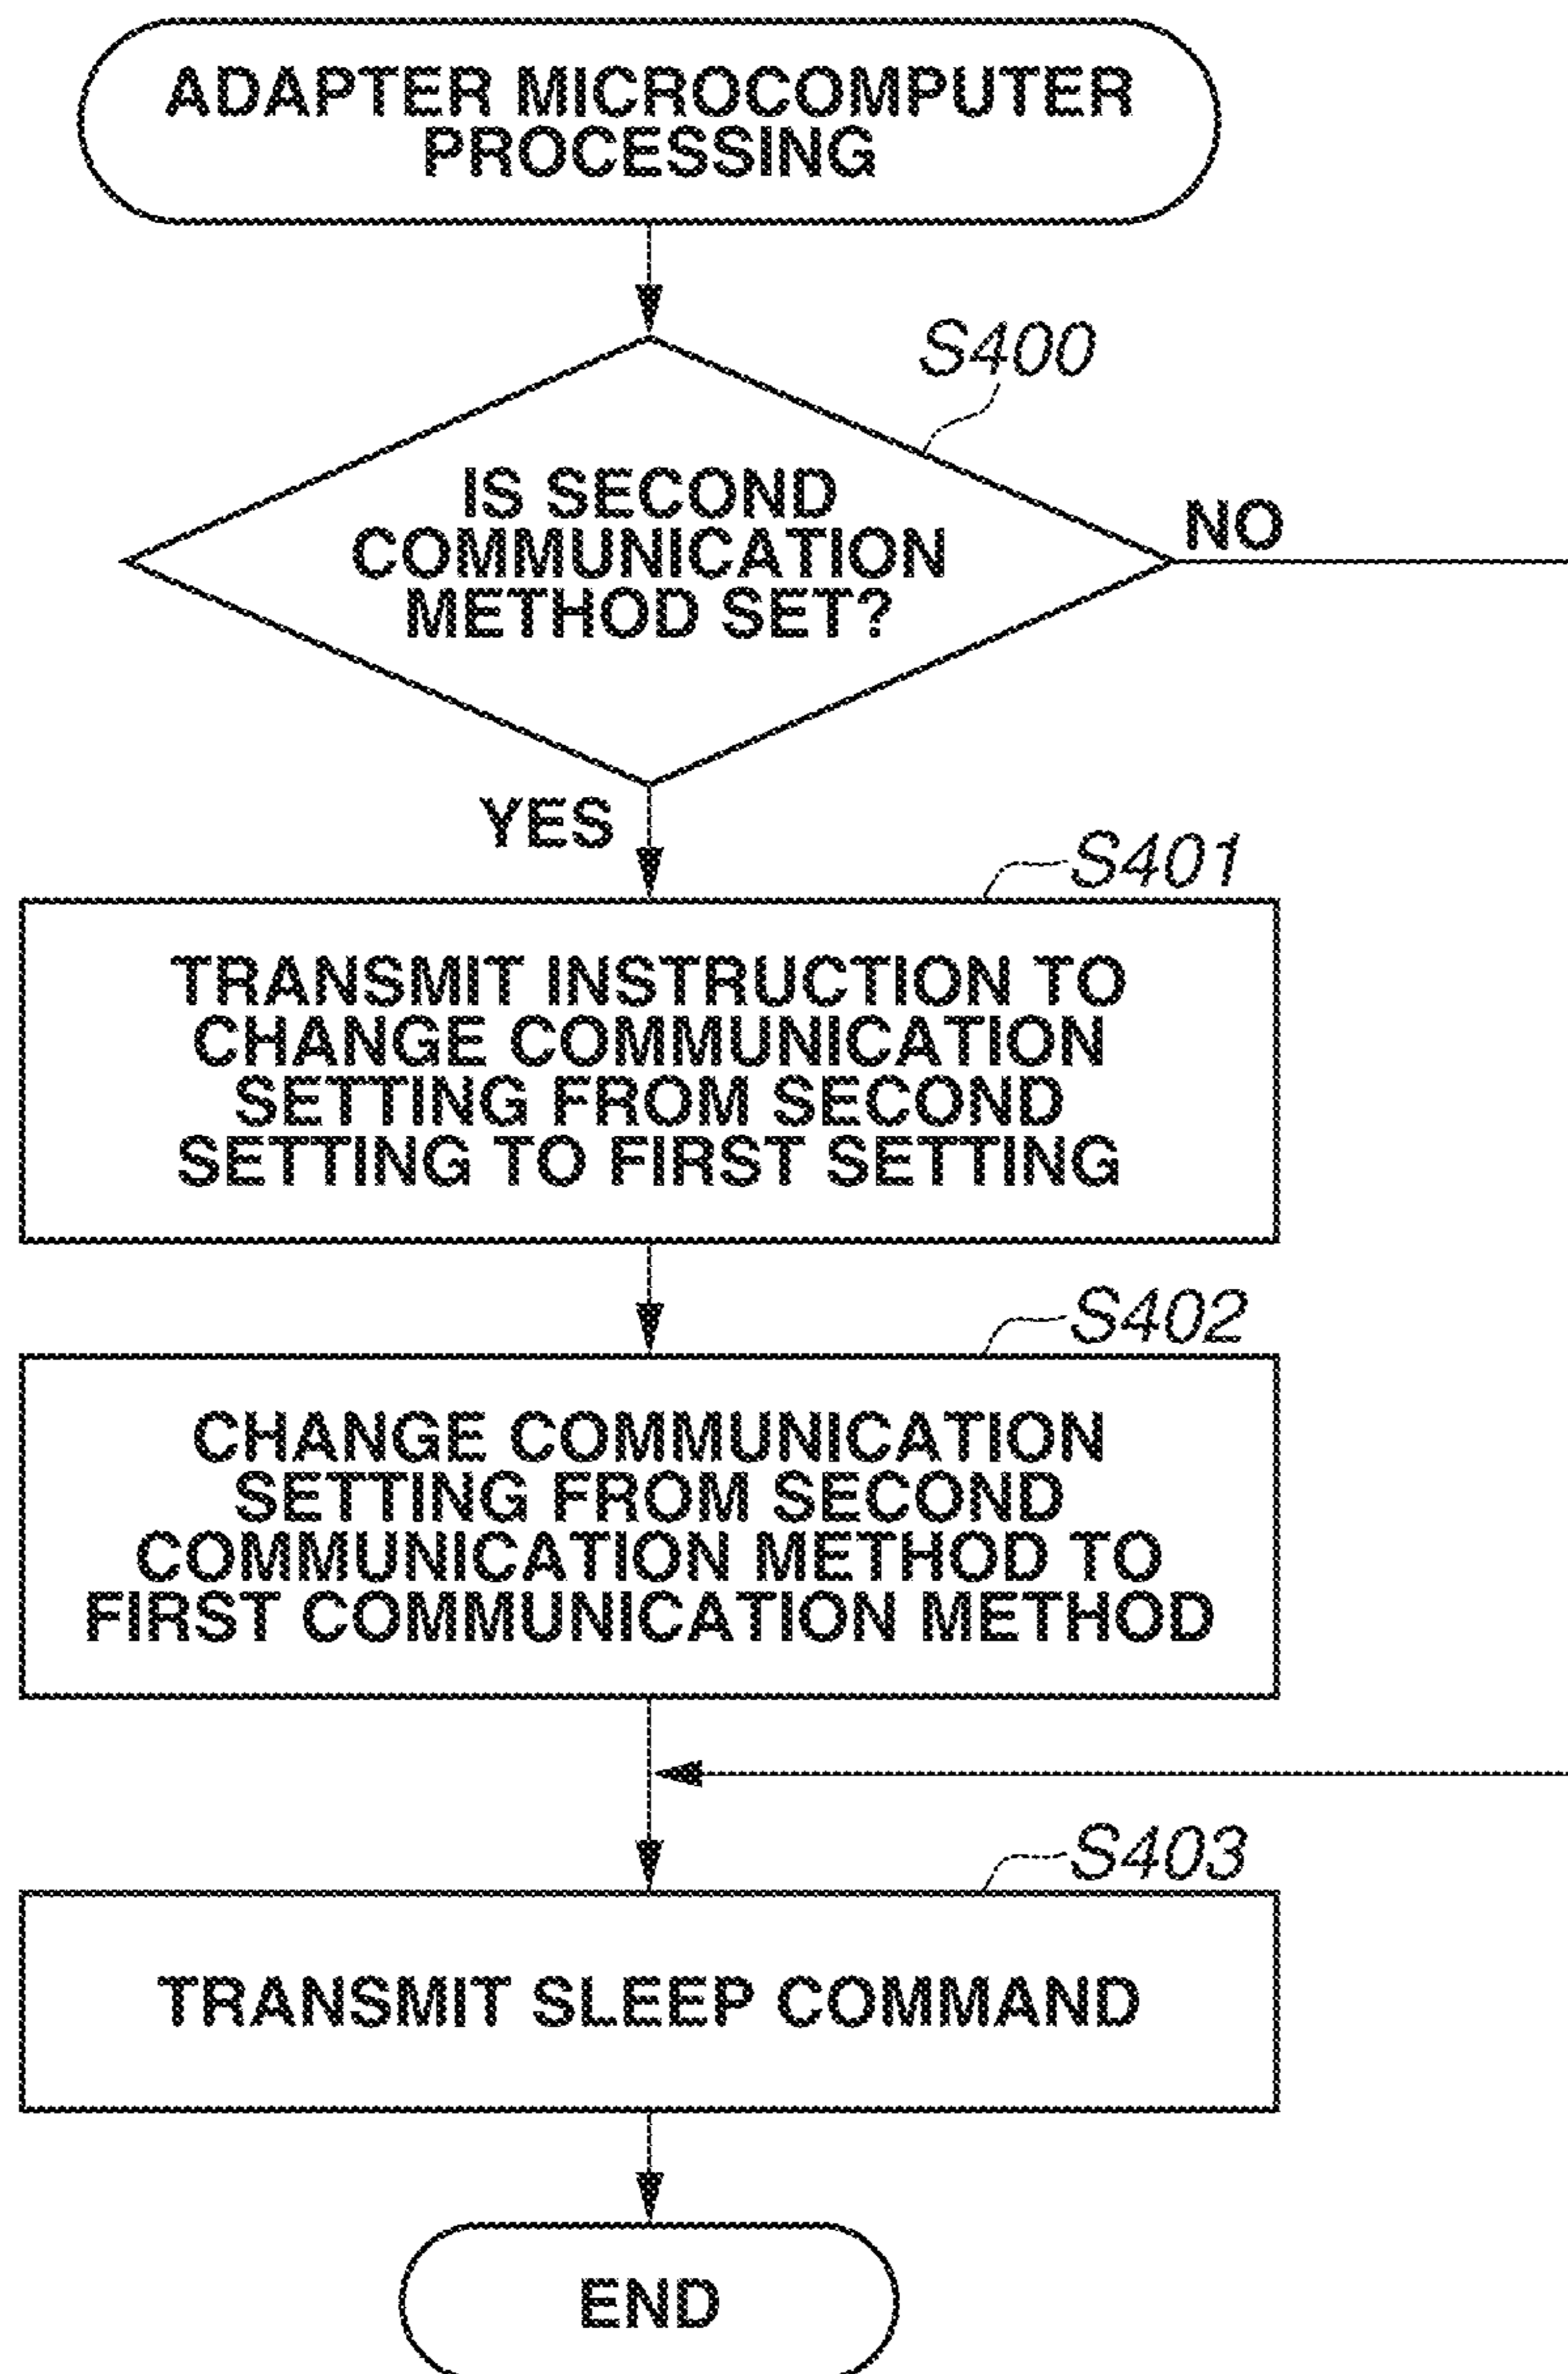 ADAPTER MICROCOMPUTER
PROCESSING
S400
IS SECOND
COMMUNICATION
METHOD SET?
NO
YES
S401
TRANSMIT INSTRUCTION TO
CHANGE COMMUNICATION
SETTING FROM SECOND
SETTING TO FIRST SETTING
S402
CHANGE COMMUNICATION
SETTING FROM SECOND
COMMUNICATION METHOD TO
FIRST COMMUNICATION METHOD
S403
TRANSMIT SLEEP COMMAND
END